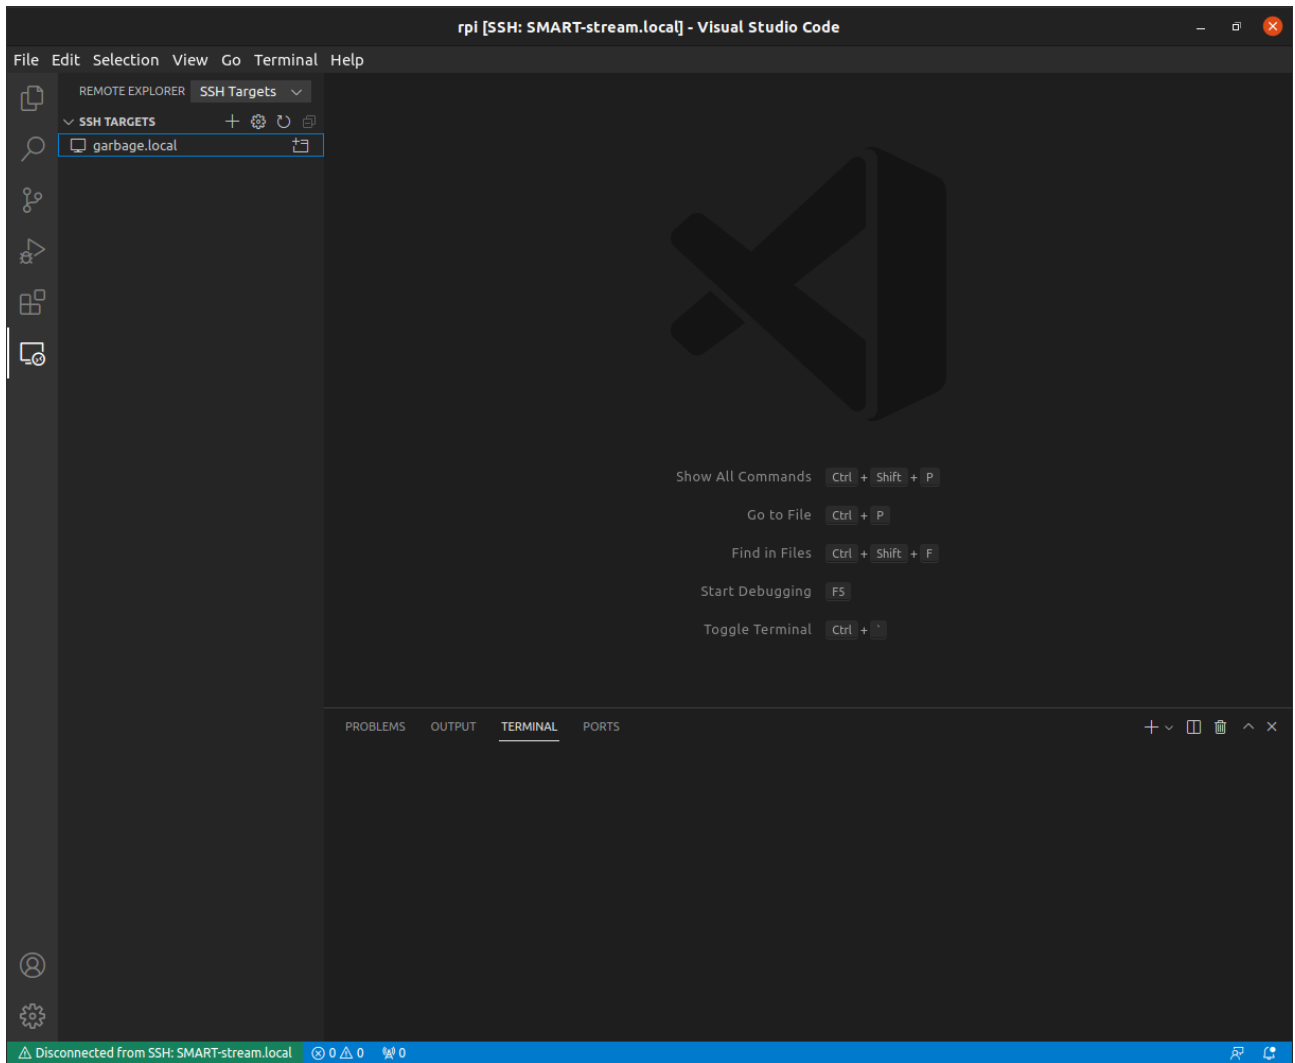 rpi [SSH: SMART-stream.local] - Visual Studio Code
File Edit Selection View Go Terminal Help
REMOTE EXPLORER SSH Targets
SSH TARGETS
garbage.local
Show All Commands Ctrl + Shift + P
Go to File Ctrl + P
Find in Files Ctrl + Shift + F
Start Debugging F5
Toggle Terminal Ctrl + `
PROBLEMS OUTPUT TERMINAL PORTS
Disconnected from SSH: SMART-stream.local 0 0 0